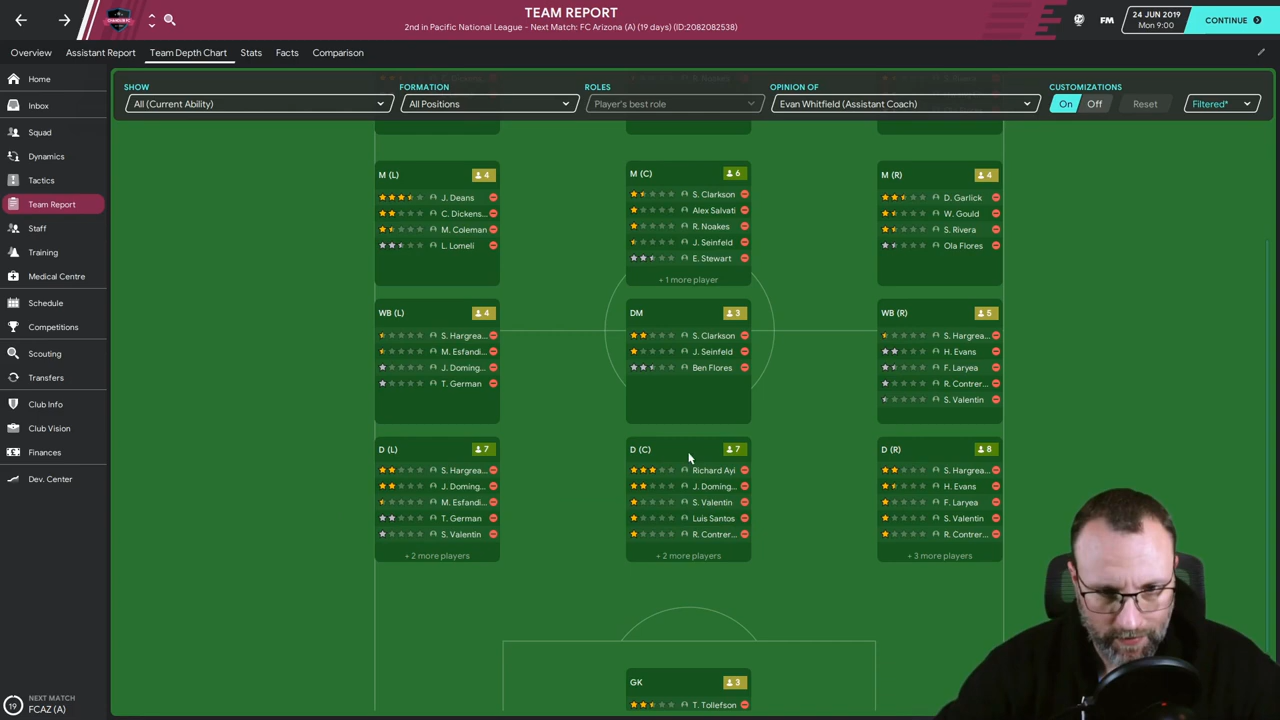 TEAM REPORT
2nd in Pacific National League - Next Match: FC Arizona (A) (19 days) (ID:2082082538)
FM
24 JUN 2019
Mon 9:00
CONTINUE
Overview
Assistant Report
Team Depth Chart
Stats
Facts
Comparison
Home
Inbox
Squad
Dynamics
Tactics
Team Report
Staff
Training
Medical Centre
Schedule
Competitions
Scouting
Transfers
Club Info
Club Vision
Finances
Dev. Center
19
NEXT MATCH
FCAZ (A)
SHOW
All (Current Ability)
FORMATION
All Positions
ROLES
Player's best role
OPINION OF
Evan Whitfield (Assistant Coach)
CUSTOMIZATIONS
On
Off
Reset
Filtered*
M (L)
4
J. Deans
C. Dickens...
M. Coleman
L. Lomeli
M (C)
6
S. Clarkson
Alex Salvati
R. Noakes
J. Seinfeld
E. Stewart
+ 1 more player
M (R)
4
D. Garlick
W. Gould
S. Rivera
Ola Flores
WB (L)
4
S. Hargrea...
M. Esfandi...
J. Doming...
T. German
DM
3
S. Clarkson
J. Seinfeld
Ben Flores
WB (R)
5
S. Hargrea...
H. Evans
F. Laryea
R. Contrer...
S. Valentin
D (L)
7
S. Hargrea...
J. Doming...
M. Esfandi...
T. German
S. Valentin
+ 2 more players
D (C)
7
Richard Ayi
J. Doming...
S. Valentin
Luis Santos
R. Contrer...
+ 2 more players
D (R)
8
S. Hargrea...
H. Evans
F. Laryea
S. Valentin
R. Contrer...
+ 3 more players
GK
3
T. Tollefson